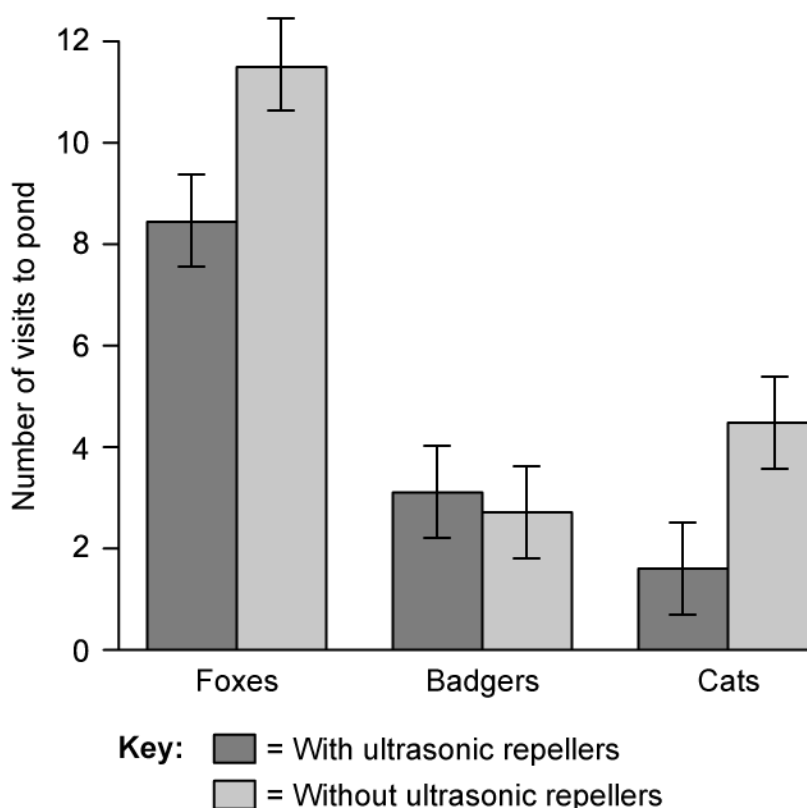 Number of visits to pond
12
10
8
6
4
2
0
Foxes Badgers Cats
Key: = With ultrasonic repellers
= Without ultrasonic repellers